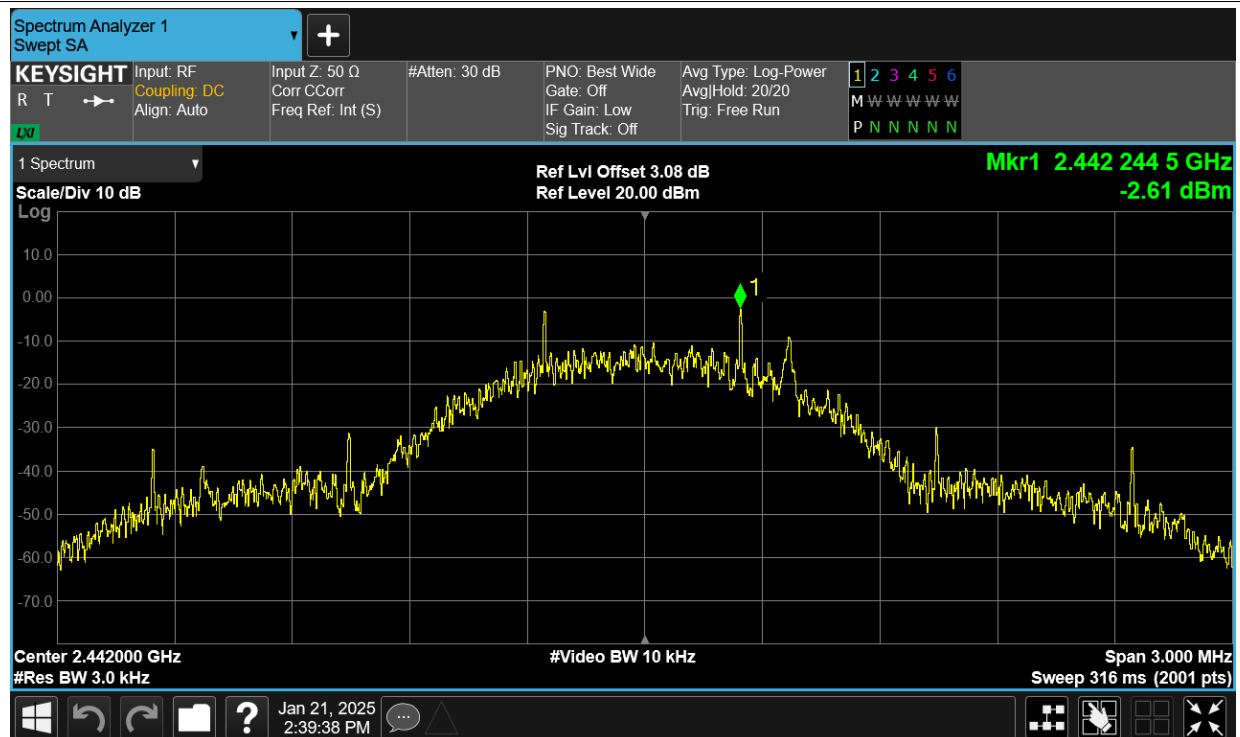 Spectrum Analyzer 1
Swept SA
+
KEYSIGHT
R T
LXI
Input: RF
Coupling: DC
Align: Auto
Input Z: 50 Ω
Corr CCorr
Freq Ref: Int (S)
#Atten: 30 dB
PNO: Best Wide
Gate: Off
IF Gain: Low
Sig Track: Off
Avg Type: Log-Power
Avg|Hold: 20/20
Trig: Free Run
1 2 3 4 5 6
M W W W W W
P N N N N N N
1 Spectrum
Scale/Div 10 dB
Log
Ref Lvl Offset 3.08 dB
Ref Level 20.00 dBm
Mkr1 2.442 244 5 GHz
-2.61 dBm
1
10.0
0.00
-10.0
-20.0
-30.0
-40.0
-50.0
-60.0
-70.0
Center 2.442000 GHz
#Res BW 3.0 kHz
#Video BW 10 kHz
Span 3.000 MHz
Sweep 316 ms (2001 pts)
?
Jan 21, 2025
2:39:38 PM